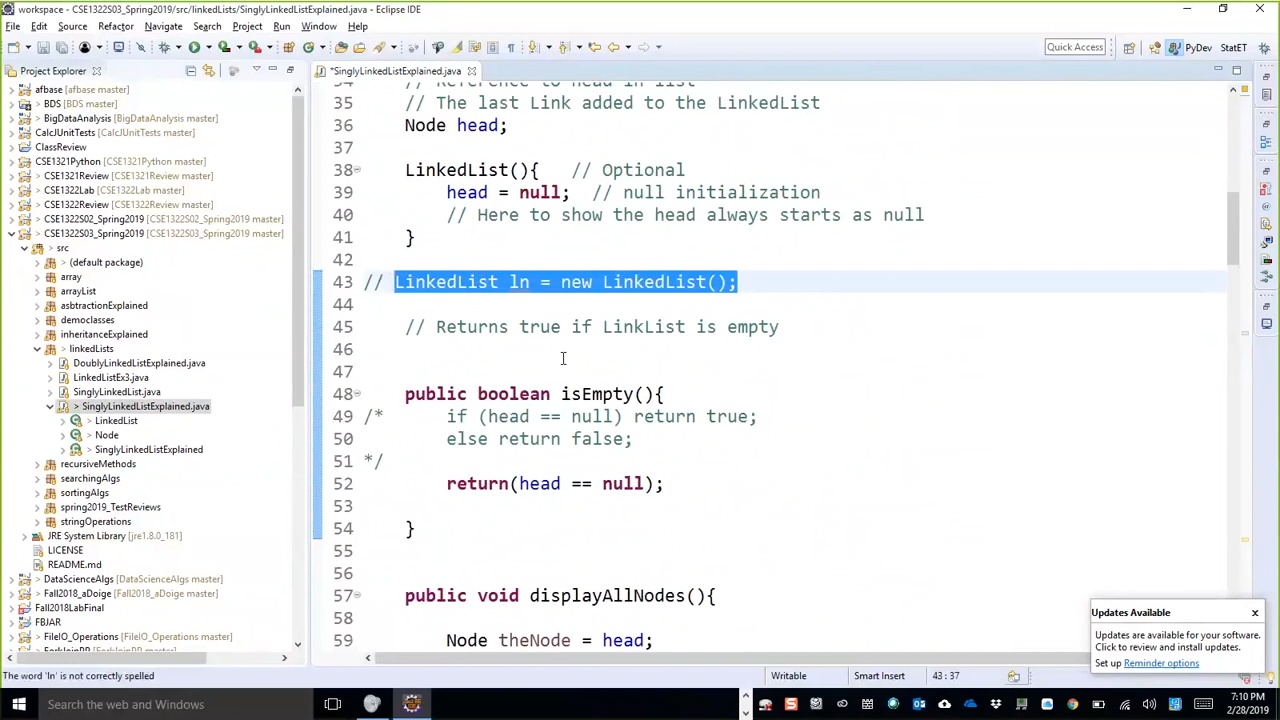 workspace - CSE1322S03_Spring2019/src/linkedLists/SinglyLinkedListExplained.java - Eclipse IDE
File Edit Source Refactor Navigate Search Project Run Window Help
Quick Access
PyDev
StatET
Project Explorer
*SinglyLinkedListExplained.java
afbase [afbase master]
> BDS [BDS master]
> BigDataAnalysis [BigDataAnalysis master]
CalcJUnitTests [CalcJUnitTests master]
ClassReview
CSE1321Python [CSE1321Python master]
> CSE1321Review [CSE1321Review master]
> CSE1322Lab [CSE1322Lab master]
> CSE1322Review [CSE1322Review master]
> CSE1322S02_Spring2019 [CSE1322S02_Spring2019 master]
> CSE1322S03_Spring2019 [CSE1322S03_Spring2019 master]
> src
> (default package)
array
arrayList
asbtractionExplained
democlasses
inheritanceExplained
> linkedLists
DoublyLinkedListExplained.java
LinkedListEx3.java
SinglyLinkedList.java
> SinglyLinkedListExplained.java
> LinkedList
> Node
> SinglyLinkedListExplained
recursiveMethods
searchingAlgs
sortingAlgs
spring2019_TestReviews
stringOperations
JRE System Library [jre1.8.0_181]
LICENSE
README.md
> DataScienceAlgs [DataScienceAlgs master]
> Fall2018_aDoige [Fall2018_aDoige master]
Fall2018LabFinal
FBJAR
> FileIO_Operations [FileIO_Operations master]
34 // Reference to head in list
35 // The last Link added to the LinkedList
36 Node head;
37
38 LinkedList(){ // Optional
39 head = null; // null initialization
40 // Here to show the head always starts as null
41 }
42
43 // LinkedList ln = new LinkedList();
44
45 // Returns true if LinkList is empty
46
47
48 public boolean isEmpty(){
49 /* if (head == null) return true;
50 else return false;
51 */
52 return(head == null);
53
54 }
55
56
57 public void displayAllNodes(){
58
59 Node theNode = head;
Updates Available
Updates are available for your software.
Click to review and install updates.
Set up Reminder options
The word 'ln' is not correctly spelled
Writable
Smart Insert
43 : 37
Search the web and Windows
7:10 PM
2/28/2019